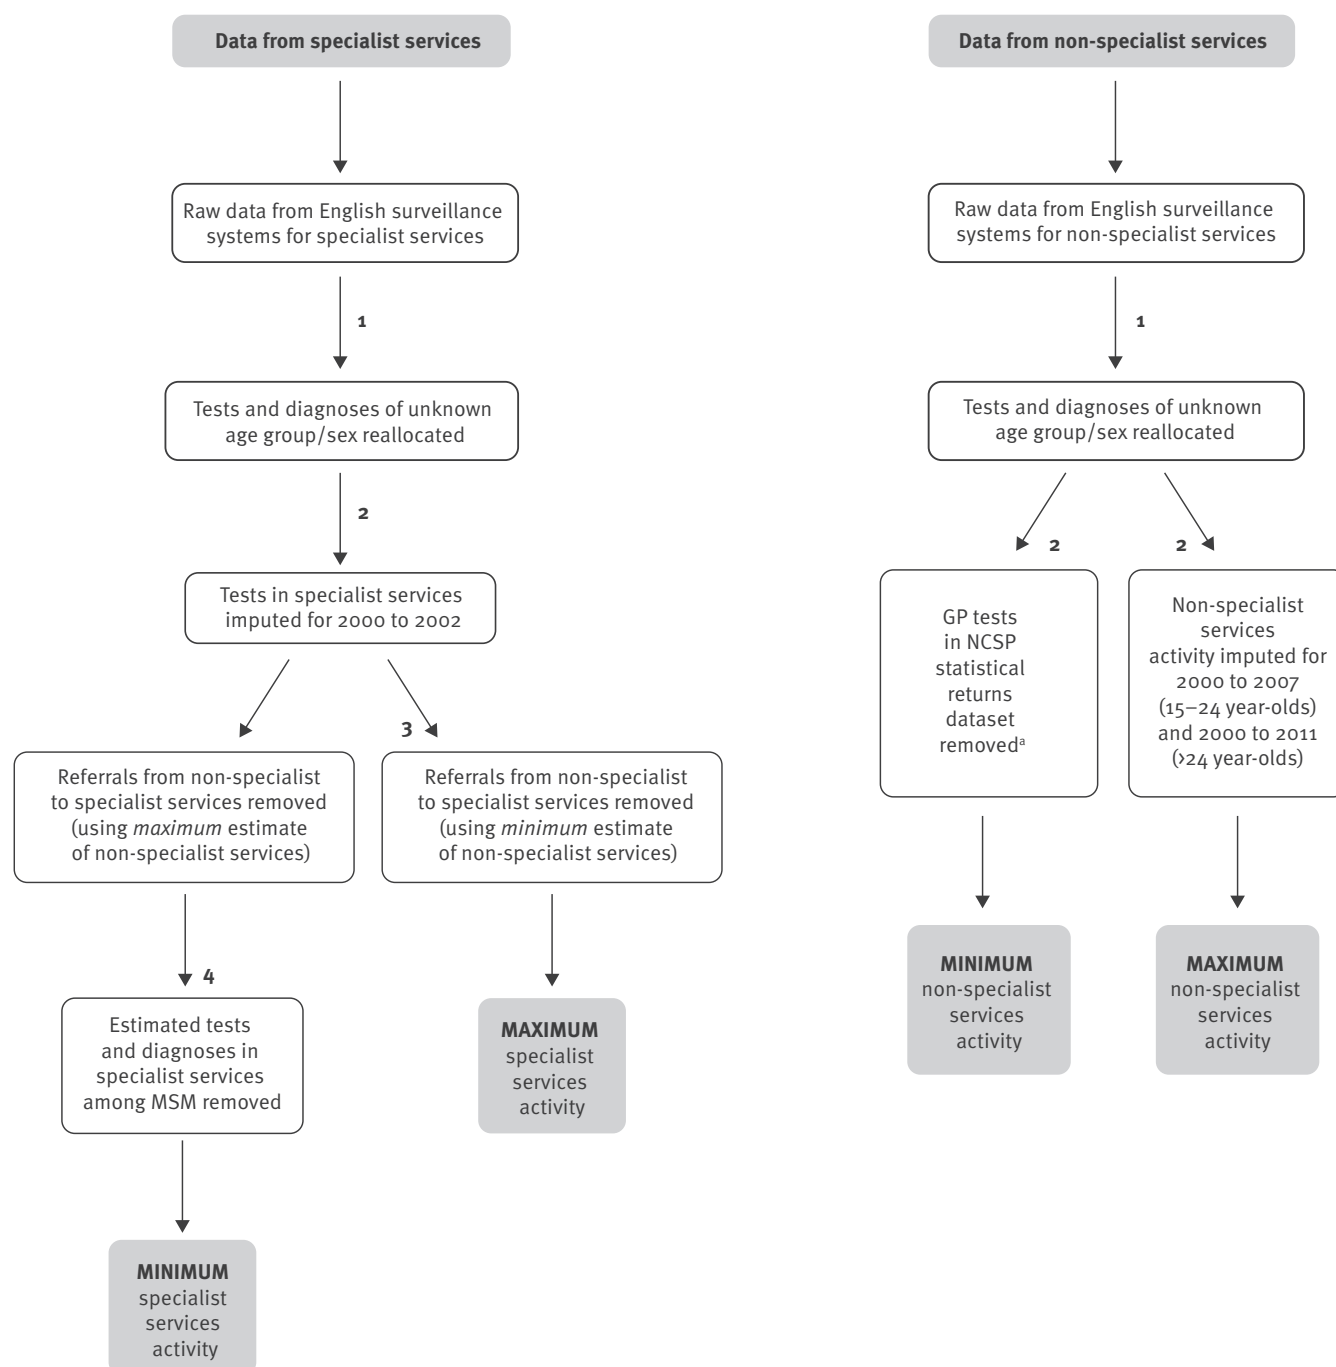 Data from specialist services
Raw data from English surveillance
systems for specialist services
1
Tests and diagnoses of unknown
age group/sex reallocated
2
Tests in specialist services
imputed for 2000 to 2002
3
Referrals from non-specialist
to specialist services removed
(using maximum estimate
of non-specialist services)
Referrals from non-specialist
to specialist services removed
(using minimum estimate
of non-specialist services)
4
Estimated tests
and diagnoses in
specialist services
among MSM removed
MAXIMUM
specialist
services
activity
MINIMUM
specialist
services
activity
Data from non-specialist services
Raw data from English surveillance
systems for non-specialist services
1
Tests and diagnoses of unknown
age group/sex reallocated
2
2
GP tests
in NCSP
statistical
returns
dataset
removedª
Non-specialist
services
activity imputed for
2000 to 2007
(15–24 year-olds)
and 2000 to 2011
(>24 year-olds)
MINIMUM
non-specialist
services
activity
MAXIMUM
non-specialist
services
activity